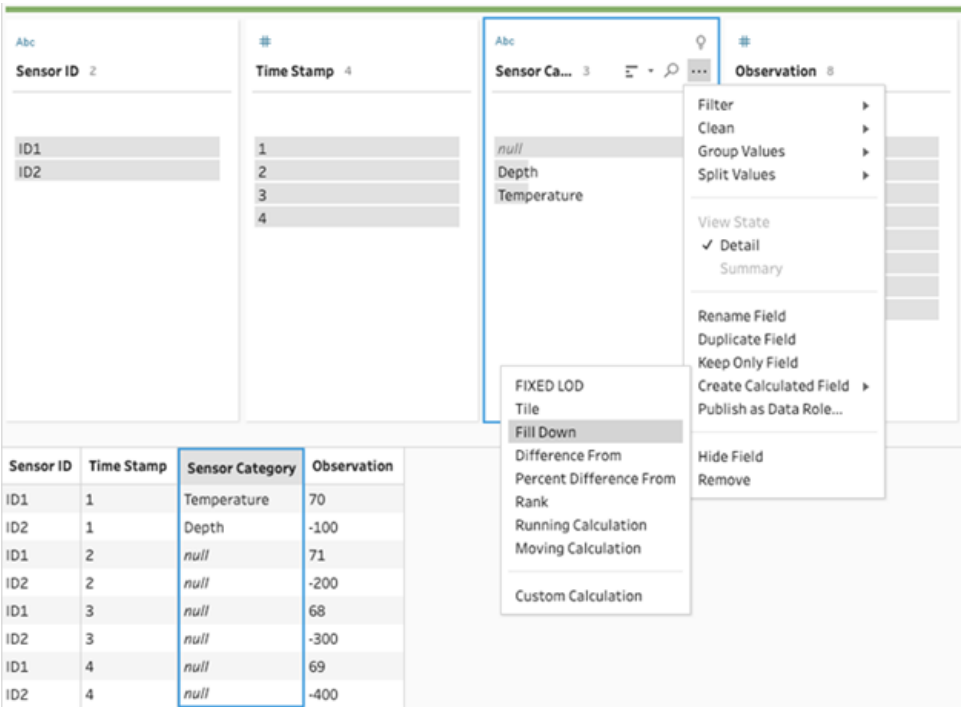 Abc
Sensor ID 2
#
Time Stamp 4
Abc
Sensor Ca... 3
#
Observation 8
ID1
ID2
1
2
3
4
null
Depth
Temperature
Filter
Clean
Group Values
Split Values
View State
✓ Detail
Summary
Rename Field
Duplicate Field
Keep Only Field
Create Calculated Field
Publish as Data Role...
Hide Field
Remove
FIXED LOD
Tile
Fill Down
Difference From
Percent Difference From
Rank
Running Calculation
Moving Calculation
Custom Calculation
Sensor ID Time Stamp Sensor Category Observation
ID1 1 Temperature 70
ID2 1 Depth -100
ID1 2 null 71
ID2 2 null -200
ID1 3 null 68
ID2 3 null -300
ID1 4 null 69
ID2 4 null -400